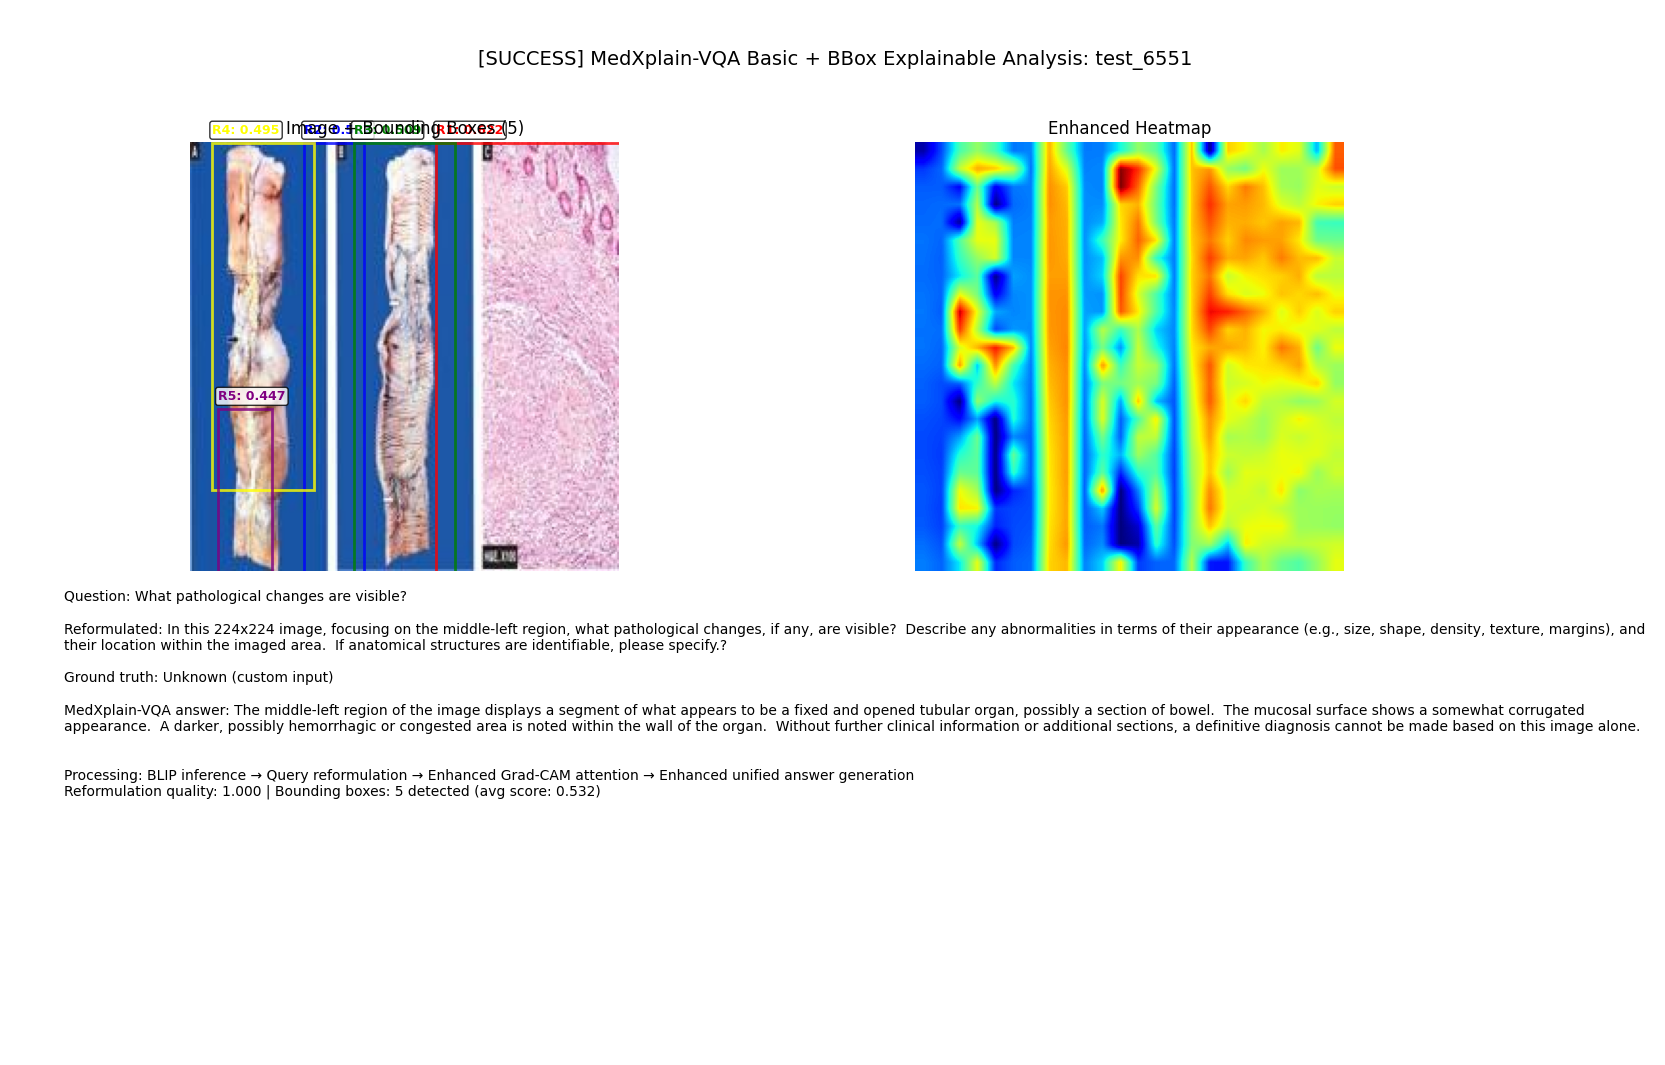 [SUCCESS] MedXplain-VQA Basic + BBox Explainable Analysis: test_6551
Image + Bounding Boxes (5)
Enhanced Heatmap
R4: 0.495
A
B
C
R5: 0.447
Question: What pathological changes are visible?
Reformulated: In this 224x224 image, focusing on the middle-left region, what pathological changes, if any, are visible?  Describe any abnormalities in terms of their appearance (e.g., size, shape, density, texture, margins), and
their location within the imaged area.  If anatomical structures are identifiable, please specify.?
Ground truth: Unknown (custom input)
MedXplain-VQA answer: The middle-left region of the image displays a segment of what appears to be a fixed and opened tubular organ, possibly a section of bowel.  The mucosal surface shows a somewhat corrugated
appearance.  A darker, possibly hemorrhagic or congested area is noted within the wall of the organ.  Without further clinical information or additional sections, a definitive diagnosis cannot be made based on this image alone.
Processing: BLIP inference → Query reformulation → Enhanced Grad-CAM attention → Enhanced unified answer generation
Reformulation quality: 1.000 | Bounding boxes: 5 detected (avg score: 0.532)